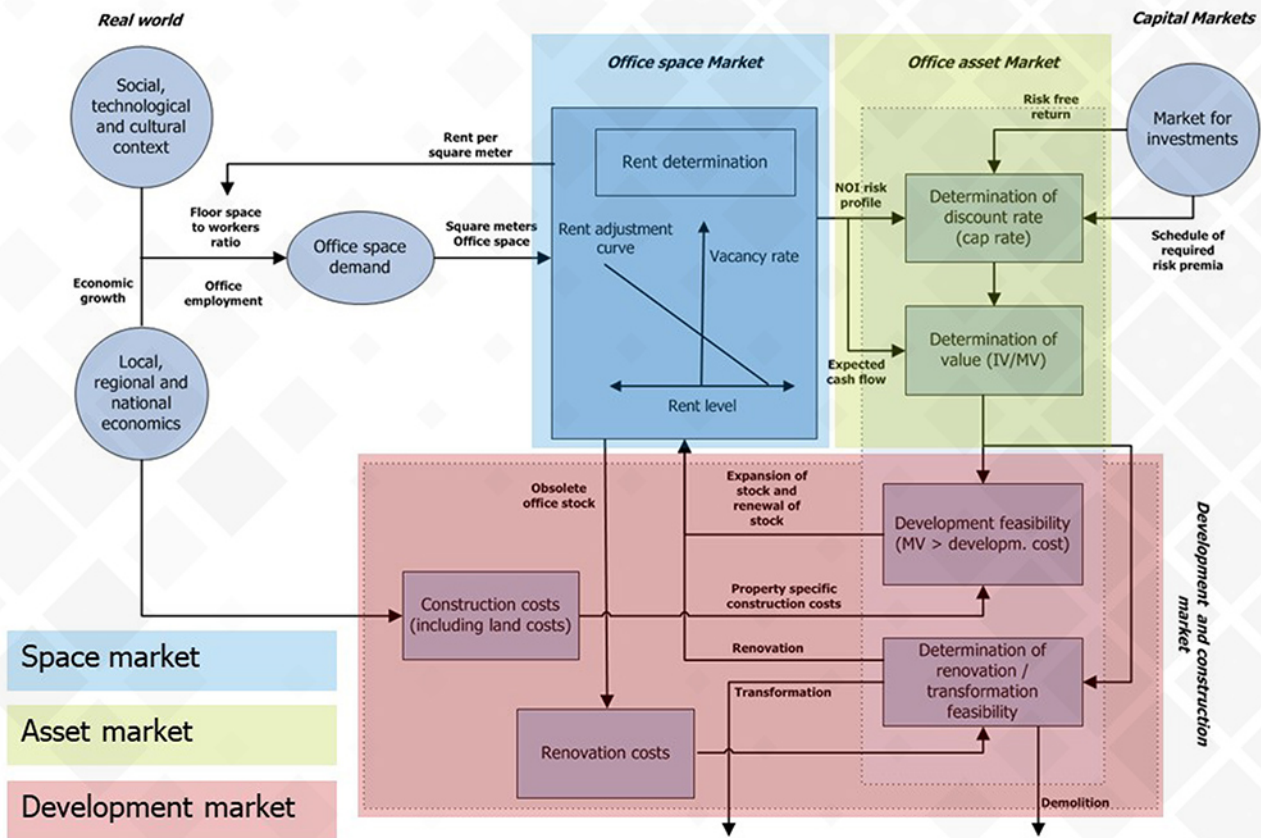 Real world
Capital Markets
Office space Market
Office asset Market
Social,
technological
and cultural
context
Risk free
return
Market for
investments
Rent per
square meter
Rent determination
NOI risk
profile
Determination of
discount rate
(cap rate)
Floor space
to workers
ratio
Office space
demand
Square meters
Office space
Rent adjustment
curve
Vacancy rate
Schedule of
required
risk premia
Economic
growth
Office
employment
Local,
regional and
national
economics
Determination of
value (IV/MV)
Expected
cash flow
Rent level
Obsolete
office stock
Expansion of
stock and
renewal of
stock
Development feasibility
(MV > developm. cost)
Development and construction
market
Construction costs
(including land costs)
Property specific
construction costs
Space market
Renovation
Determination of
renovation /
transformation
feasibility
Transformation
Asset market
Renovation costs
Development market
Demolition